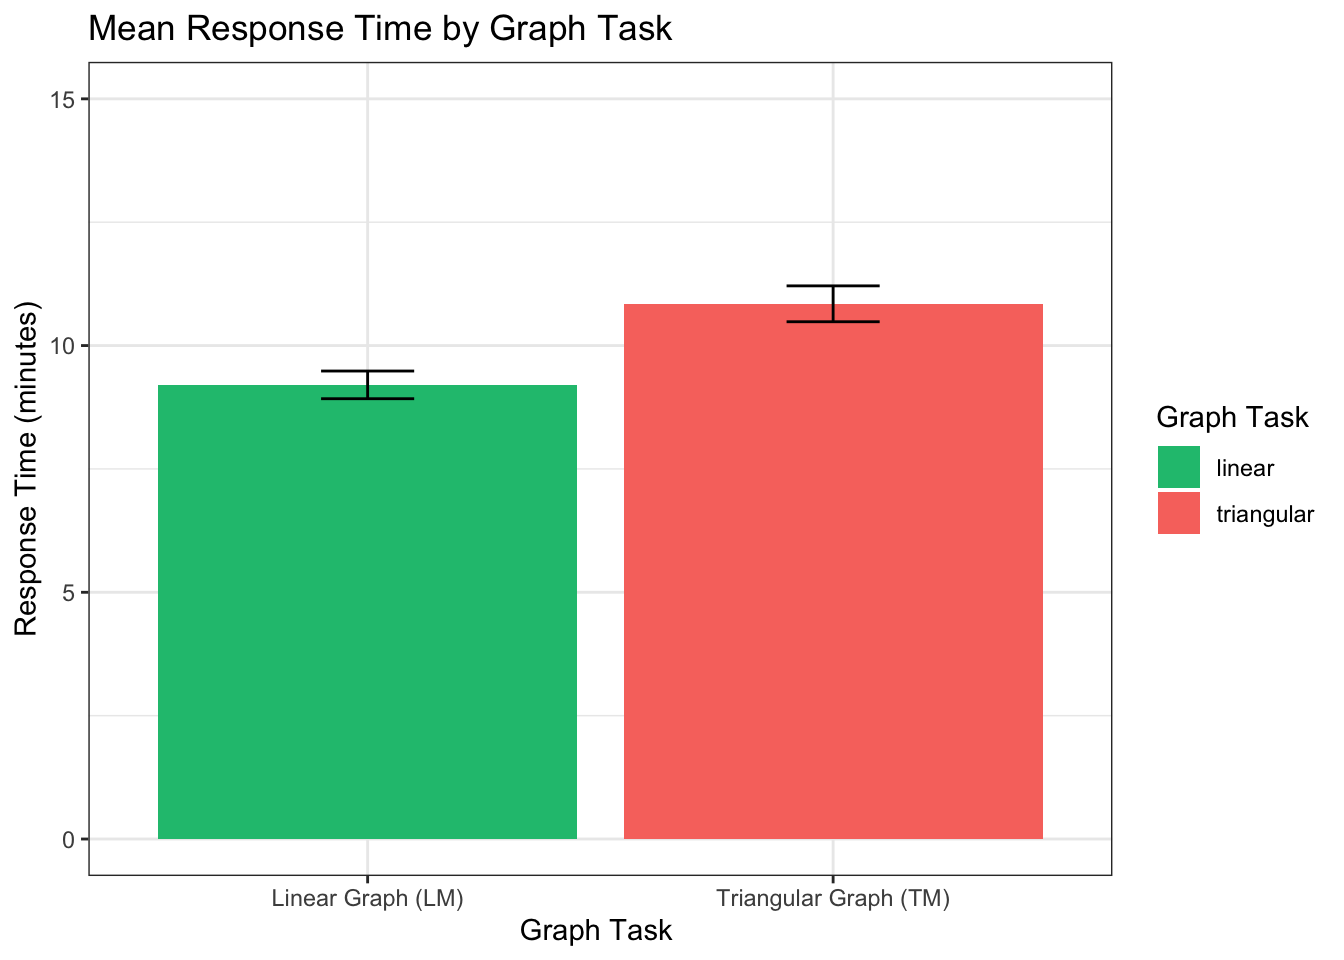 Mean Response Time by Graph Task
Response Time (minutes)
15
10
5
0
Linear Graph (LM)
Triangular Graph (TM)
Graph Task
Graph Task
linear
triangular